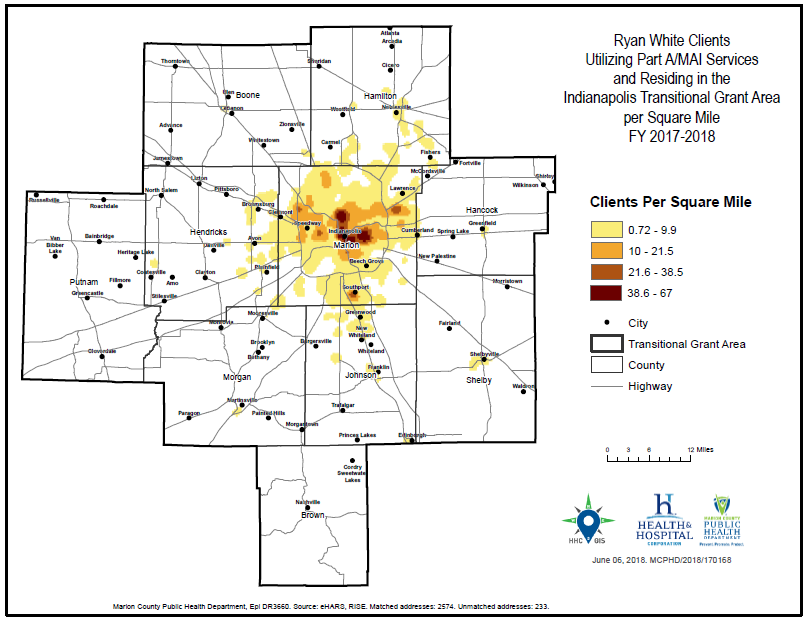 Ryan White Clients
Utilizing Part A/MAI Services
and Residing in the
Indianapolis Transitional Grant Area
per Square Mile
FY 2017-2018
Clients Per Square Mile
0.72 - 9.9
10 - 21.5
21.6 - 38.5
38.6 - 67
City
Transitional Grant Area
County
Highway
0 3 6 12 Miles
HHC GIS
HEALTH&
HOSPITAL
CORPORATION
MARION COUNTY
PUBLIC
HEALTH
DEPARTMENT
Prevent. Promote. Protect.
June 06, 2018. MCPHD/2018/170168
Atlanta
Arcadia
Thorntown
Sheridan
Cicero
Boone
Hamilton
Lebanon
Westfield
Noblesville
Advance
Zionsville
Whitestown
Carmel
Fishers
Jamestown
Fortville
McCordsville
Lizton
Shirley
Wilkinson
North Salem
Pittsboro
Lawrence
Russellville
Roachdale
Brownsburg
Clermont
Hancock
Speedway
Greenfield
Hendricks
Indianapolis
Cumberland
Spring Lake
Van
Bibber
Lake
Bainbridge
Avon
Marion
Danville
Heritage Lake
New Palestine
Beech Grove
Coatesville
Plainfield
Putnam
Fillmore
Amo
Clayton
Morristown
Greencastle
Stilesville
Southport
Mooresville
Greenwood
Monrovia
New
Whiteland
Fairland
Brooklyn
Bargersville
Whiteland
Cloverdale
Bethany
Shelbyville
Morgan
Johnson
Franklin
Shelby
Waldron
Martinsville
Paragon
Painted Hills
Trafalgar
Morgantown
Princes Lakes
Edinburgh
Cordry
Sweetwater
Lakes
Nashville
Brown
Marion County Public Health Department, Epi DR3660. Source: eHARS, RISE. Matched addresses: 2574. Unmatched addresses: 233.